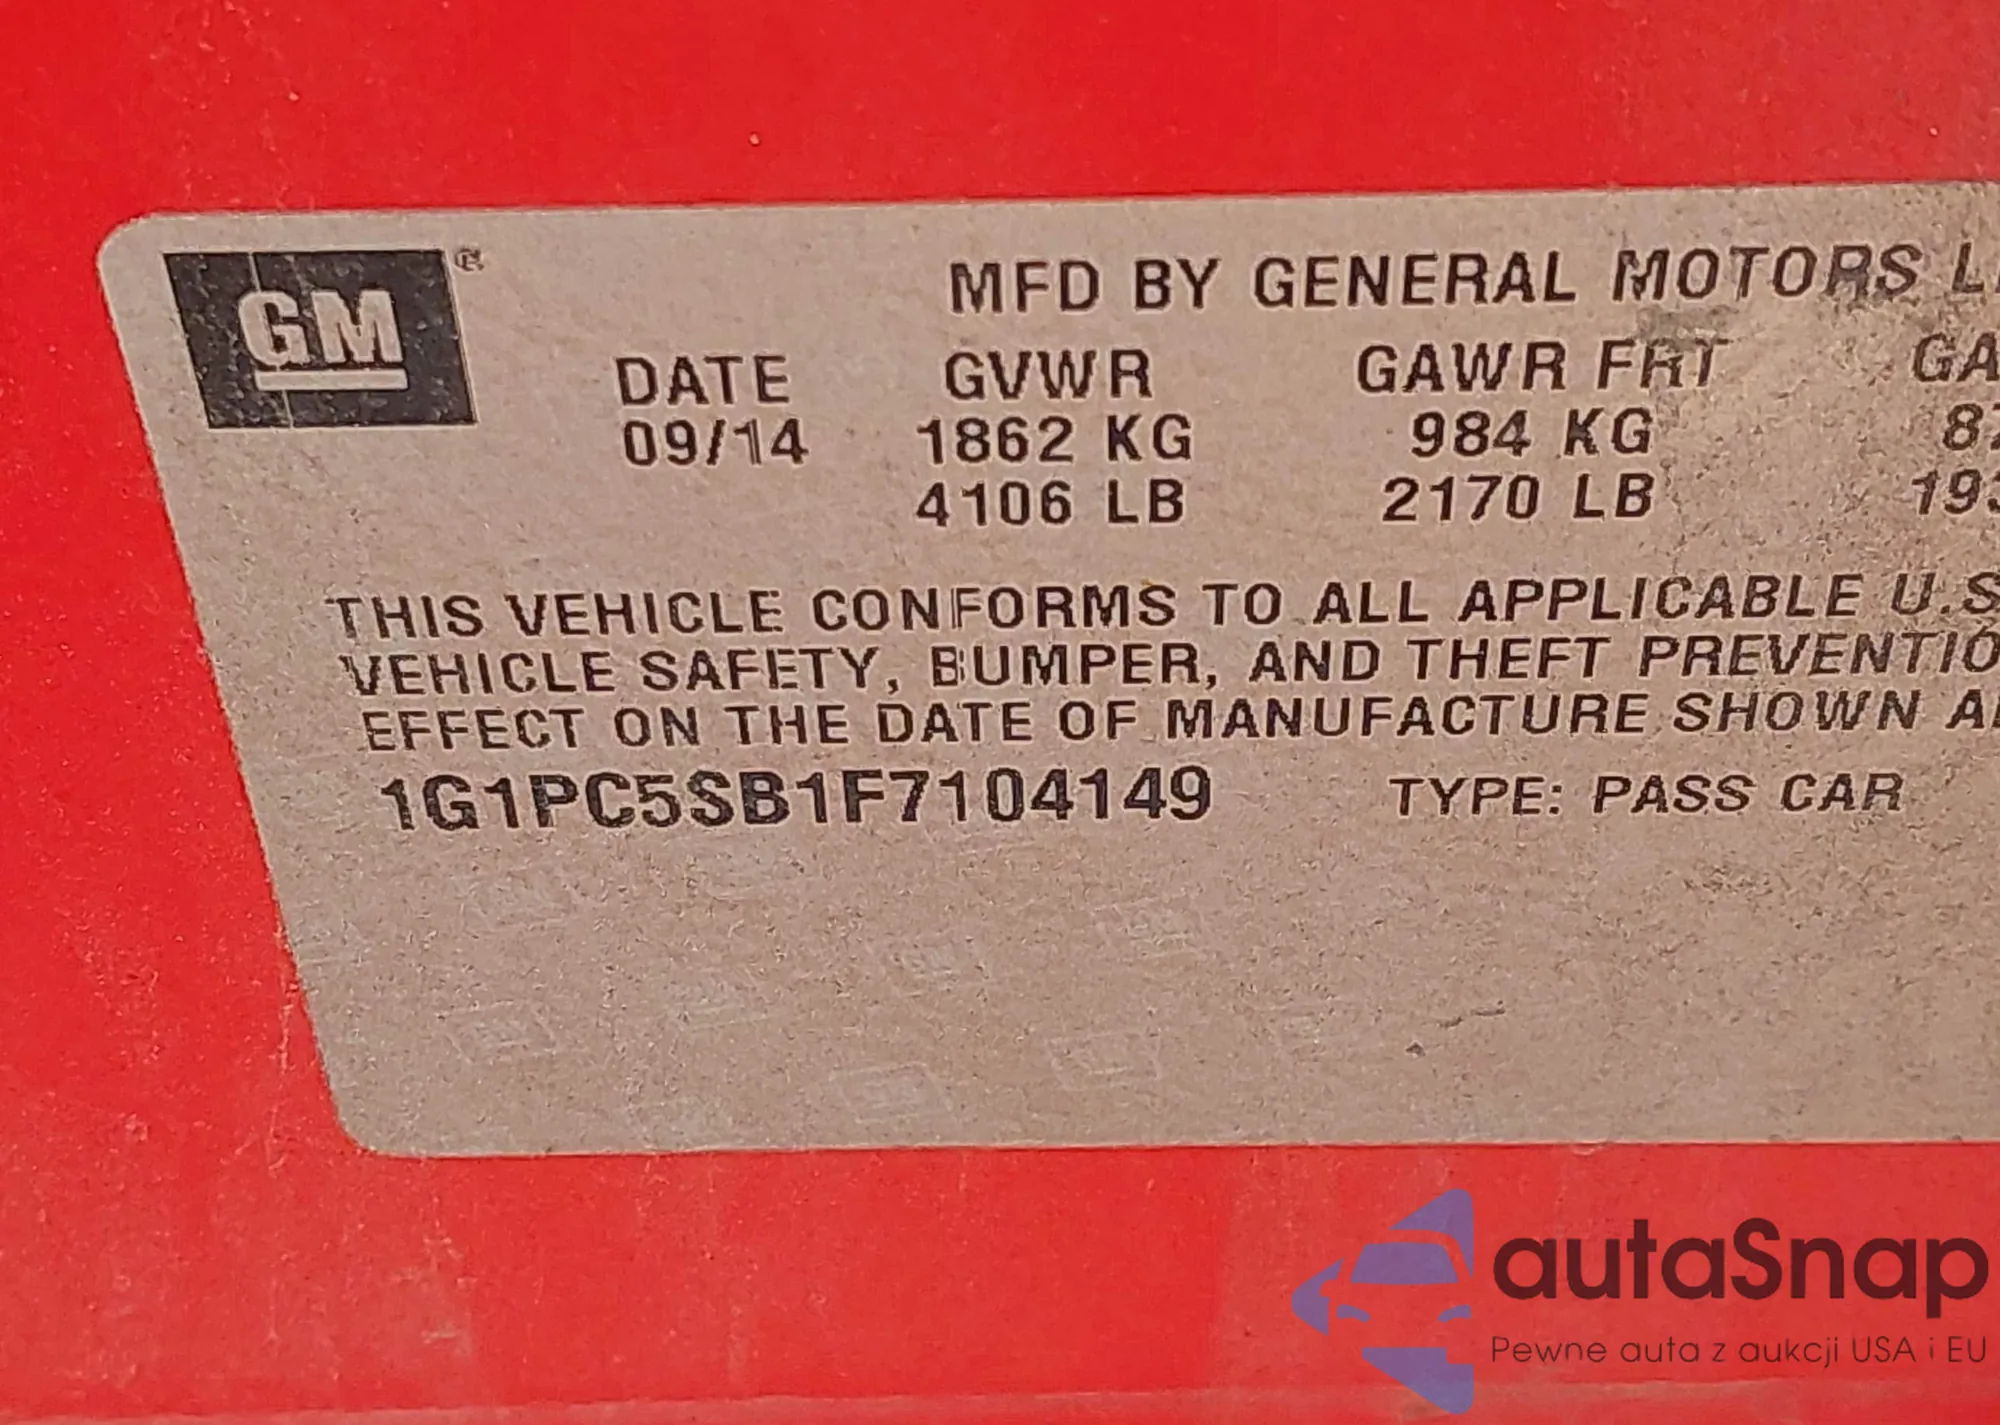 GM
MFD BY GENERAL MOTORS
DATE GVWR GAWR FRT
09/14 1862 KG 984 KG
4106 LB 2170 LB
THIS VEHICLE CONFORMS TO ALL APPLICABLE U.S
VEHICLE SAFETY, BUMPER, AND THEFT PREVENTIO
EFFECT ON THE DATE OF MANUFACTURE SHOWN
1G1PC5SB1F7104149 TYPE: PASS CAR
autaSnap
Pewne auta z aukcji USA i EU